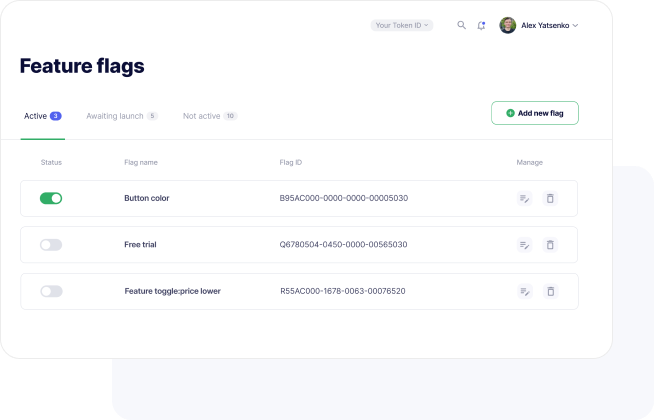 Your Token ID
Alex Yatsenko
Feature flags
Active 3
Awaiting launch 5
Not active 10
Add new flag
Status Flag name Flag ID Manage
Button color B95AC000-0000-0000-00005030
Free trial Q6780504-0450-0000-00565030
Feature toggle:price lower R55AC000-1678-0063-00076520